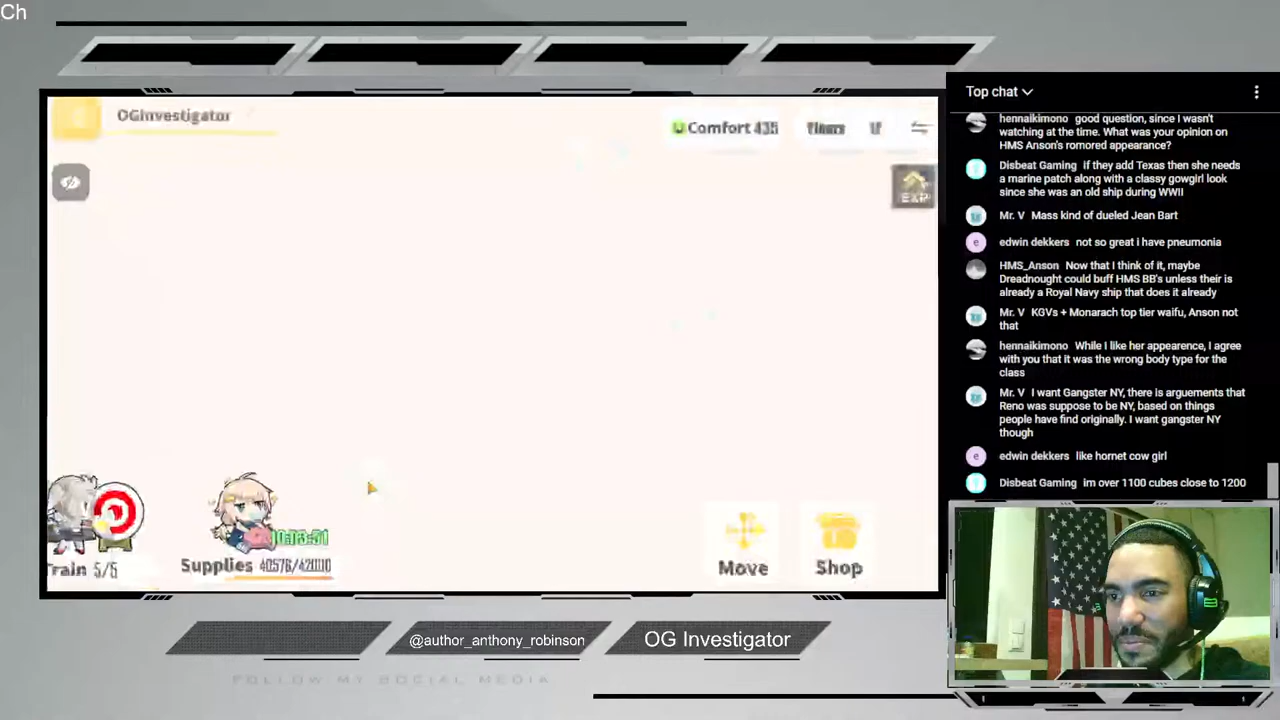 Ch
OGInvestigator
Comfort 435
Floors 1F
EXP
Train 5/5
Supplies 40576/42000
Move
Shop
Top chat
hennaikimono good question, since I wasn't
watching at the time. What was your opinion on
HMS Anson's romored appearance?
Disbeat Gaming if they add Texas then she needs
a marine patch along with a classy gowgirl look
since she was an old ship during WWII
Mr. V Mass kind of dueled Jean Bart
edwin dekkers not so great i have pneumonia
HMS_Anson Now that I think of it, maybe
Dreadnought could buff HMS BB's unless their is
already a Royal Navy ship that does it already
Mr. V KGVs + Monarach top tier waifu, Anson not
that
hennaikimono While I like her appearence, I agree
with you that it was the wrong body type for the
class
Mr. V I want Gangster NY, there is arguements that
Reno was suppose to be NY, based on things
people have find originally. I want gangster NY
though
edwin dekkers like hornet cow girl
Disbeat Gaming im over 1100 cubes close to 1200
@author_anthony_robinson
OG Investigator
FOLLOW MY SOCIAL MEDIA